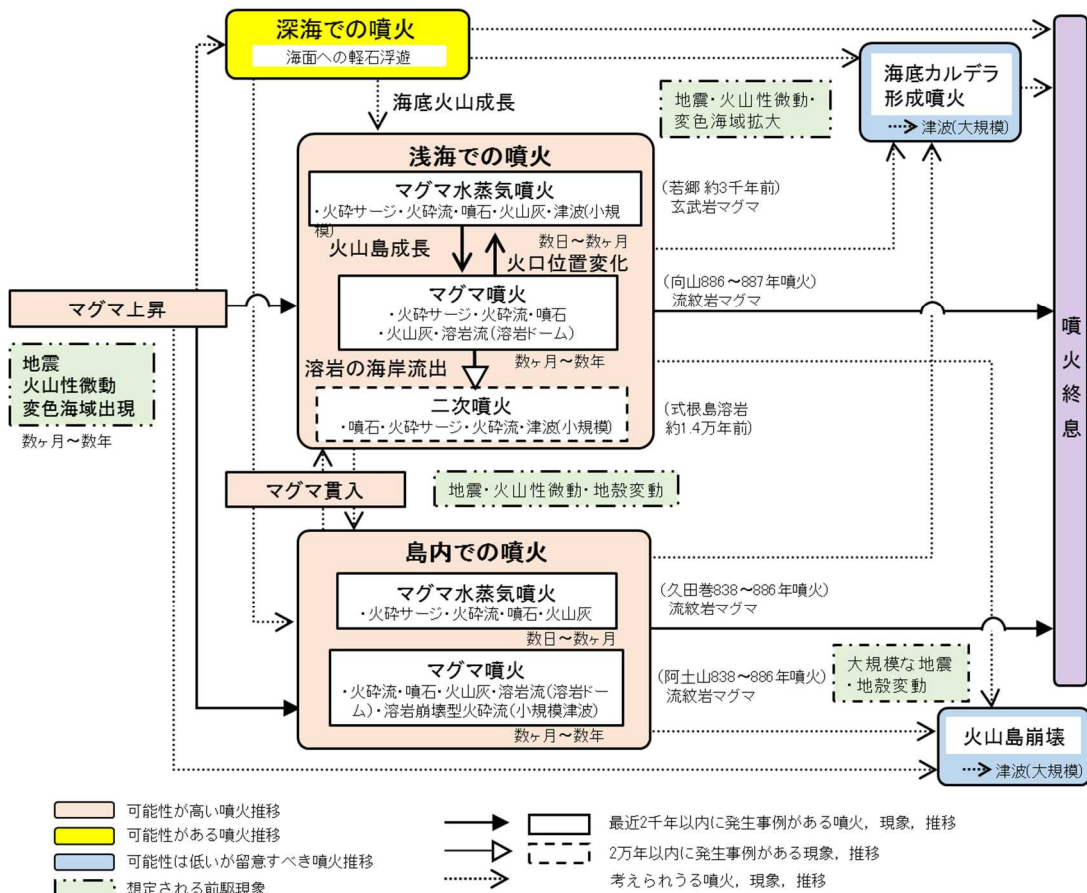 深海での噴火
海面への軽石浮遊
海底火山成長
地震・火山性微動・
変色海域拡大
海底カルデラ
形成噴火
津波(大規模)
浅海での噴火
マグマ水蒸気噴火
・火砕サージ・火砕流・噴石・火山灰・津波(小規
模)
火山島成長
数日～数ヶ月
火口位置変化
マグマ噴火
・火砕サージ・火砕流・噴石
・火山灰・溶岩流(溶岩ドーム)
溶岩の海岸流出
数ヶ月～数年
二次噴火
・噴石・火砕サージ・火砕流・津波(小規模)
(若郷 約3千年前)
玄武岩マグマ
(向山886～887年噴火)
流紋岩マグマ
(式根島溶岩
約1.4万年前)
マグマ上昇
地震
火山性微動
変色海域出現
数ヶ月～数年
マグマ貫入
地震・火山性微動・地殻変動
島内での噴火
マグマ水蒸気噴火
・火砕サージ・火砕流・噴石・火山灰
数日～数ヶ月
マグマ噴火
・火砕流・噴石・火山灰・溶岩流(溶岩ドー
ム)・溶岩崩壊型火砕流(小規模津波)
数ヶ月～数年
(久田巻838～886年噴火)
流紋岩マグマ
(阿土山838～886年噴火)
流紋岩マグマ
大規模な地震
・地殻変動
火山島崩壊
津波(大規模)
噴火終息
可能性が高い噴火推移
可能性がある噴火推移
可能性は低いが留意すべき噴火推移
想定される前駆現象
最近2千年以内に発生事例がある噴火，現象，推移
2万年以内に発生事例がある現象，推移
考えられうる噴火，現象，推移